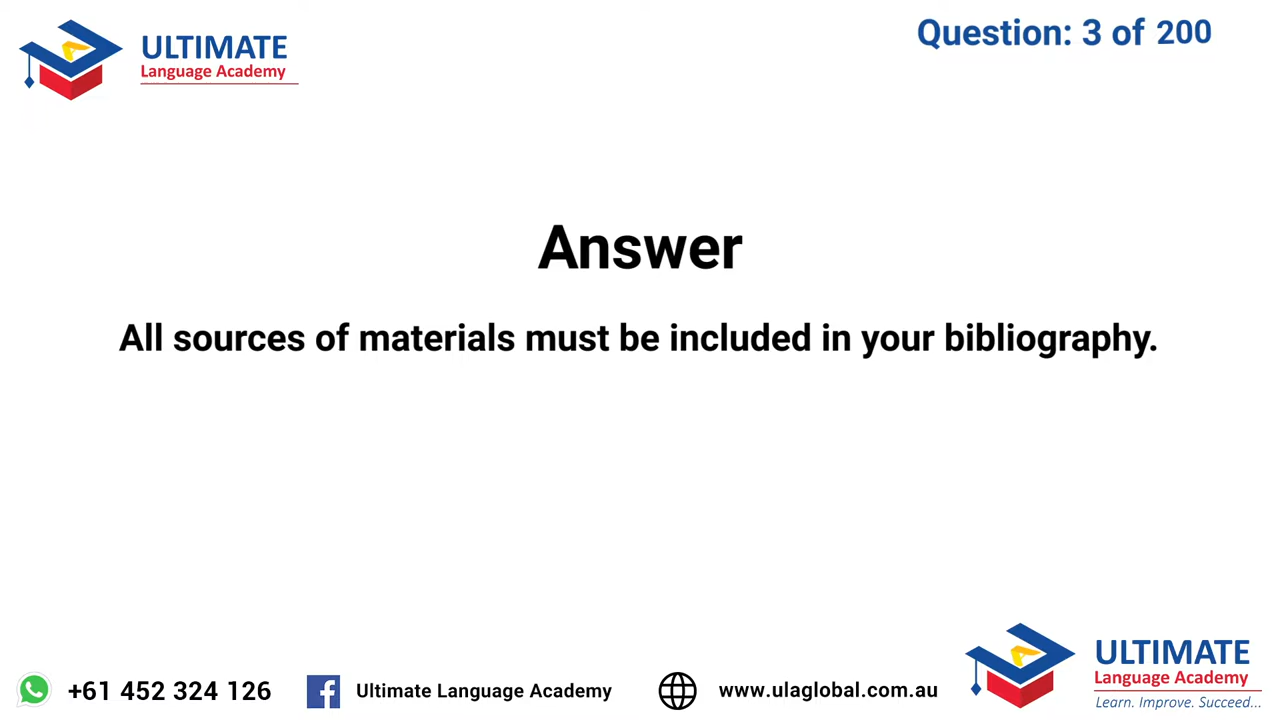 ULTIMATE
Language Academy
Question: 3 of 200
Answer
All sources of materials must be included in your bibliography.
+61 452 324 126
Ultimate Language Academy
www.ulaglobal.com.au
ULTIMATE
Language Academy
Learn. Improve. Succeed...